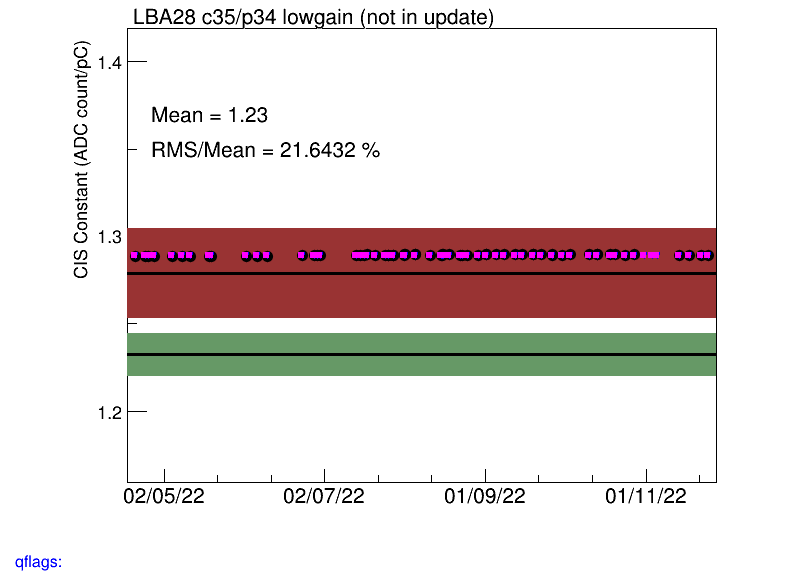 LBA28 c35/p34 lowgain (not in update)
CIS Constant (ADC count/pC)
1.4
Mean = 1.23
RMS/Mean = 21.6432 %
1.3
1.2
02/05/22 02/07/22 01/09/22 01/11/22
qflags: